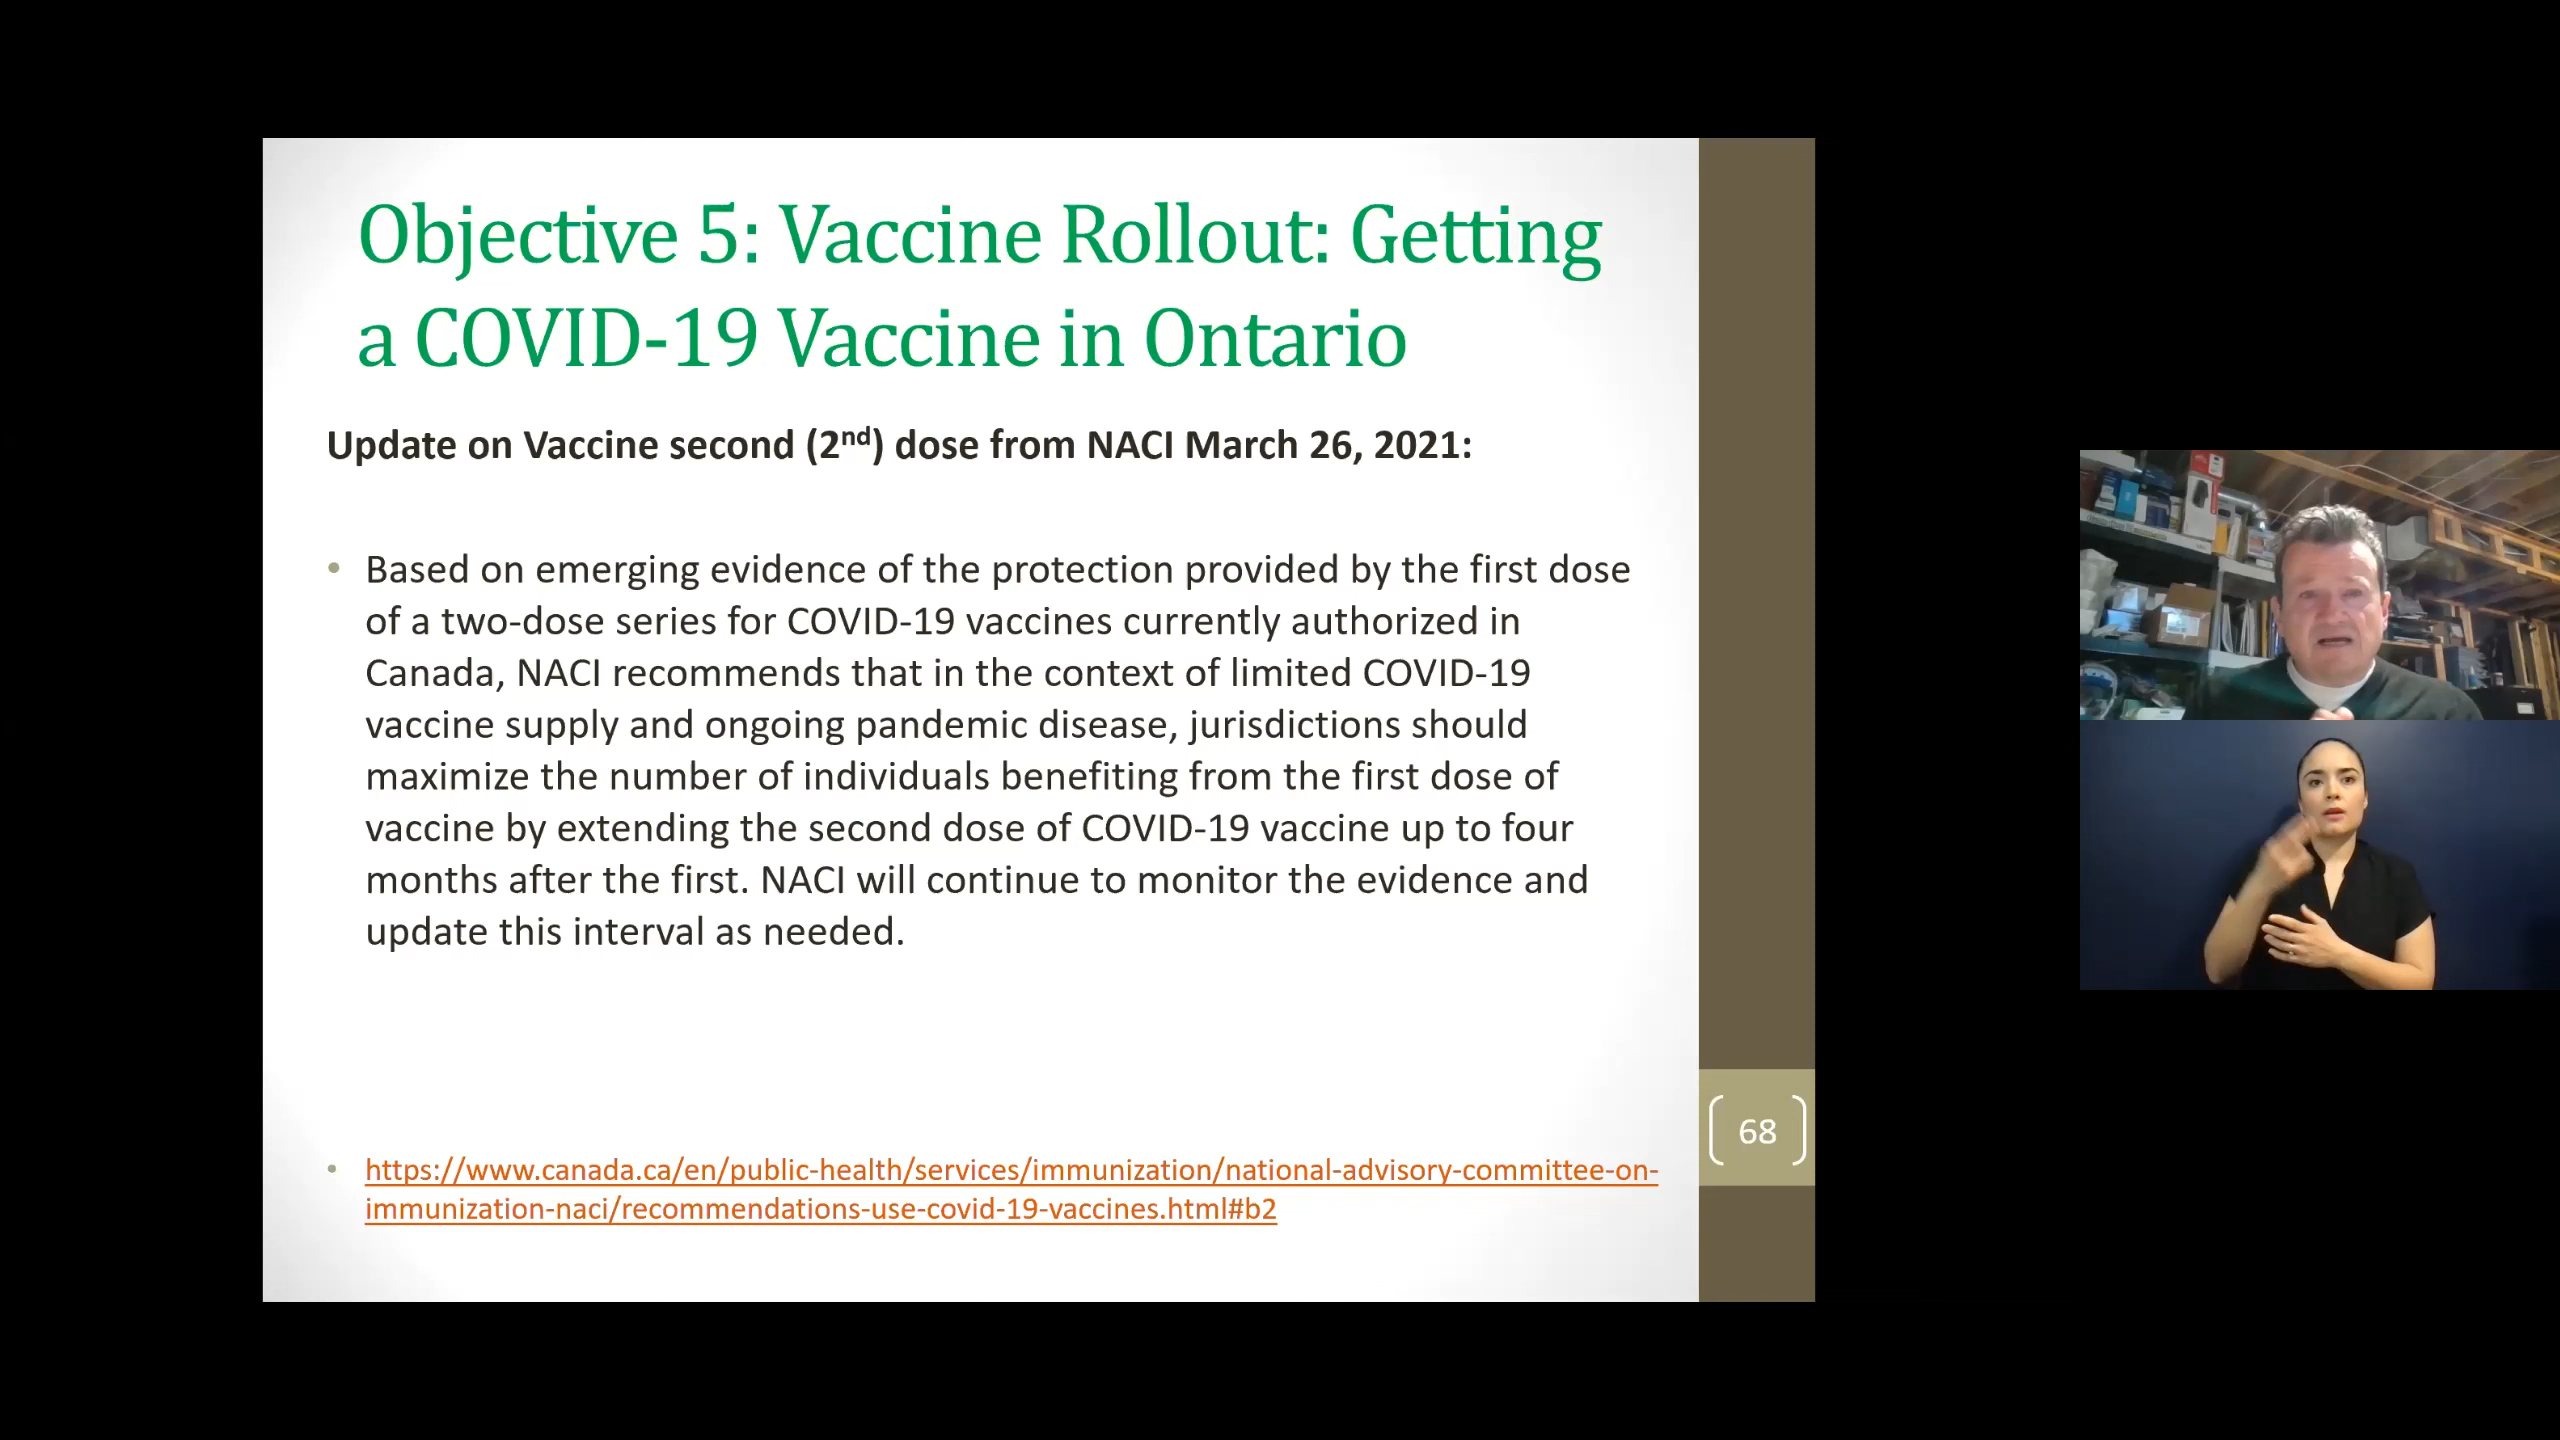 Objective 5: Vaccine Rollout: Getting
a COVID-19 Vaccine in Ontario
Update on Vaccine second (2nd) dose from NACI March 26, 2021:
• Based on emerging evidence of the protection provided by the first dose
of a two-dose series for COVID-19 vaccines currently authorized in
Canada, NACI recommends that in the context of limited COVID-19
vaccine supply and ongoing pandemic disease, jurisdictions should
maximize the number of individuals benefiting from the first dose of
vaccine by extending the second dose of COVID-19 vaccine up to four
months after the first. NACI will continue to monitor the evidence and
update this interval as needed.
• https://www.canada.ca/en/public-health/services/immunization/national-advisory-committee-on-
immunization-naci/recommendations-use-covid-19-vaccines.html#b2
68